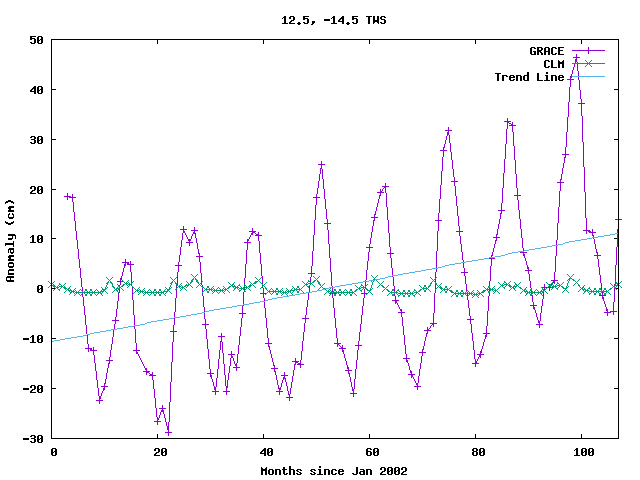 12.5, -14.5 TWS
GRACE
CLM
Trend Line
50
40
30
20
10
0
-10
-20
-30
Anomaly (cm)
0 20 40 60 80 100
Months since Jan 2002